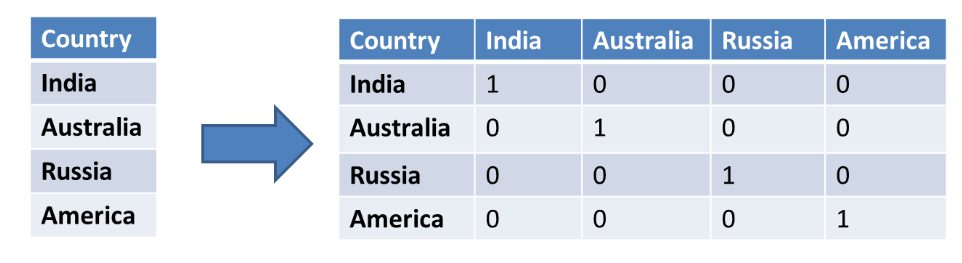 Country
India
Australia
Russia
America
Country India Australia Russia America
India 1 0 0 0
Australia 0 1 0 0
Russia 0 0 1 0
America 0 0 0 1